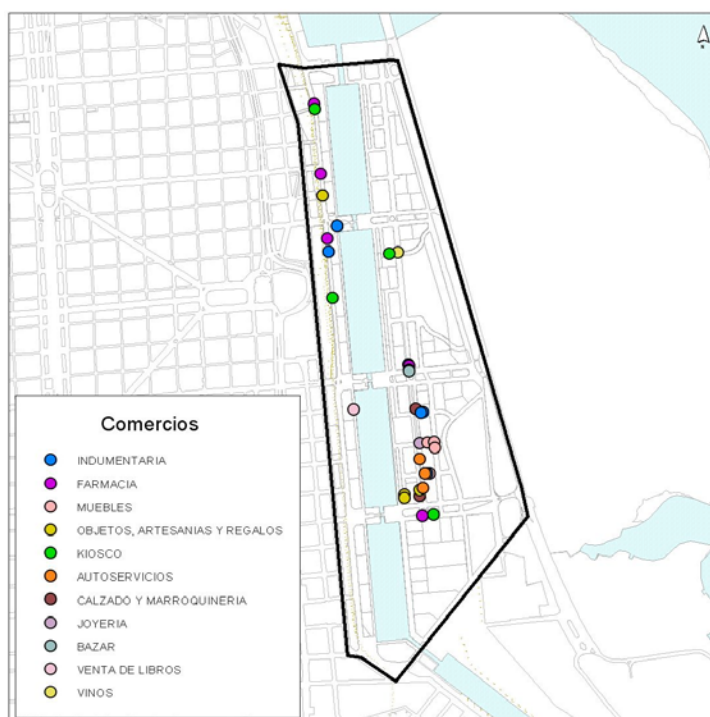 Comercios
INDUMENTARIA
FARMACIA
MUEBLES
OBJETOS, ARTESANIAS Y REGALOS
KIOSCO
AUTOSERVICIOS
CALZADO Y MARROQUINERIA
JOYERIA
BAZAR
VENTA DE LIBROS
VINOS